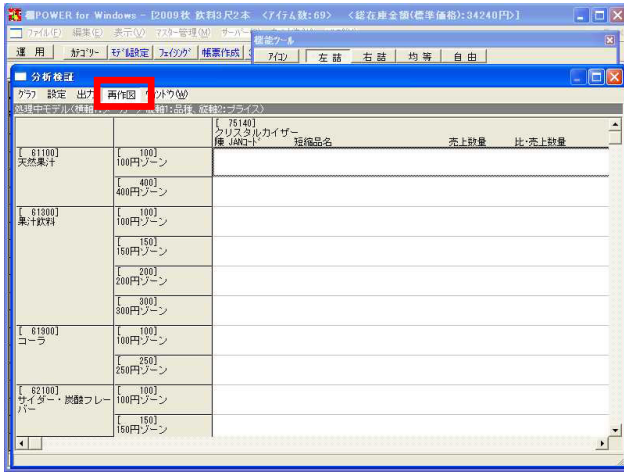 棚POWER for Windows - [2009秋 飲料3尺2本 <アイテム数:69> <総在庫金額(標準価格):34240円>]
ファイル(F) 編集(E) 表示(V) マスター管理(M)
機能ツール
運用 カテゴリー モデル設定 フェイシング 帳票作成
アイコン 左詰 右詰 均等 自由
分析検証
グラフ 設定 出力 再作図 ウィンドウ(W)
[ 75140]
クリスタルカイザー
陳 JANコード 短縮品名 売上数量 比・売上数量
[ 61100] [ 100]
天然果汁 100円ゾーン
[ 400]
400円ゾーン
[ 61300] [ 100]
果汁飲料 100円ゾーン
[ 150]
150円ゾーン
[ 200]
200円ゾーン
[ 300]
300円ゾーン
[ 61900] [ 100]
コーラ 100円ゾーン
[ 250]
250円ゾーン
[ 62100] [ 100]
サイダー・炭酸フレー 100円ゾーン
バー
[ 150]
150円ゾーン